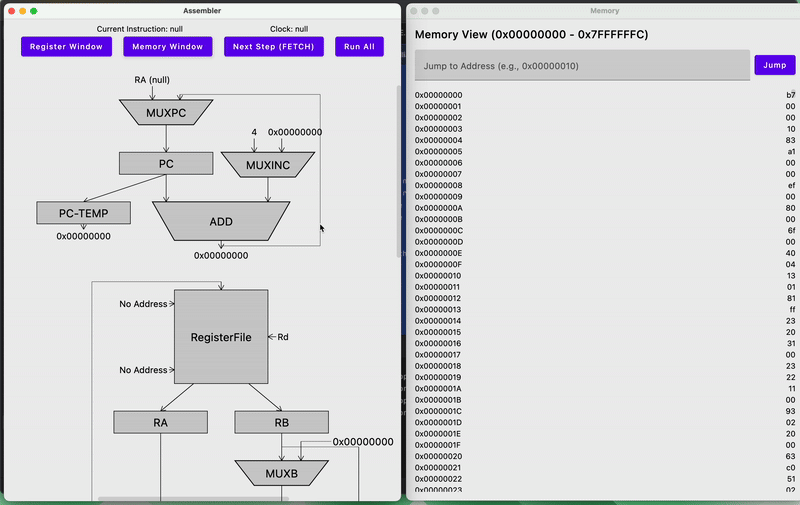 Assembler
Current Instruction: null Clock: null
Register Window Memory Window Next Step (FETCH) Run All
RA (null)
MUXPC
4 0x00000000
PC MUXINC
PC-TEMP ADD
0x00000000
0x00000000
No Address
RegisterFile Rd
No Address
RA RB
0x00000000
MUXB
Memory
Memory View (0x00000000 - 0x7FFFFFFC)
Jump to Address (e.g., 0x00000010) Jump
0x00000000 b7
0x00000001 00
0x00000002 00
0x00000003 10
0x00000004 83
0x00000005 a1
0x00000006 00
0x00000007 00
0x00000008 ef
0x00000009 00
0x0000000A 80
0x0000000B 00
0x0000000C 6f
0x0000000D 00
0x0000000E 40
0x0000000F 04
0x00000010 13
0x00000011 01
0x00000012 81
0x00000013 ff
0x00000014 23
0x00000015 20
0x00000016 31
0x00000017 00
0x00000018 23
0x00000019 22
0x0000001A 11
0x0000001B 00
0x0000001C 93
0x0000001D 02
0x0000001E 20
0x0000001F 00
0x00000020 63
0x00000021 c0
0x00000022 51
0x00000023 02